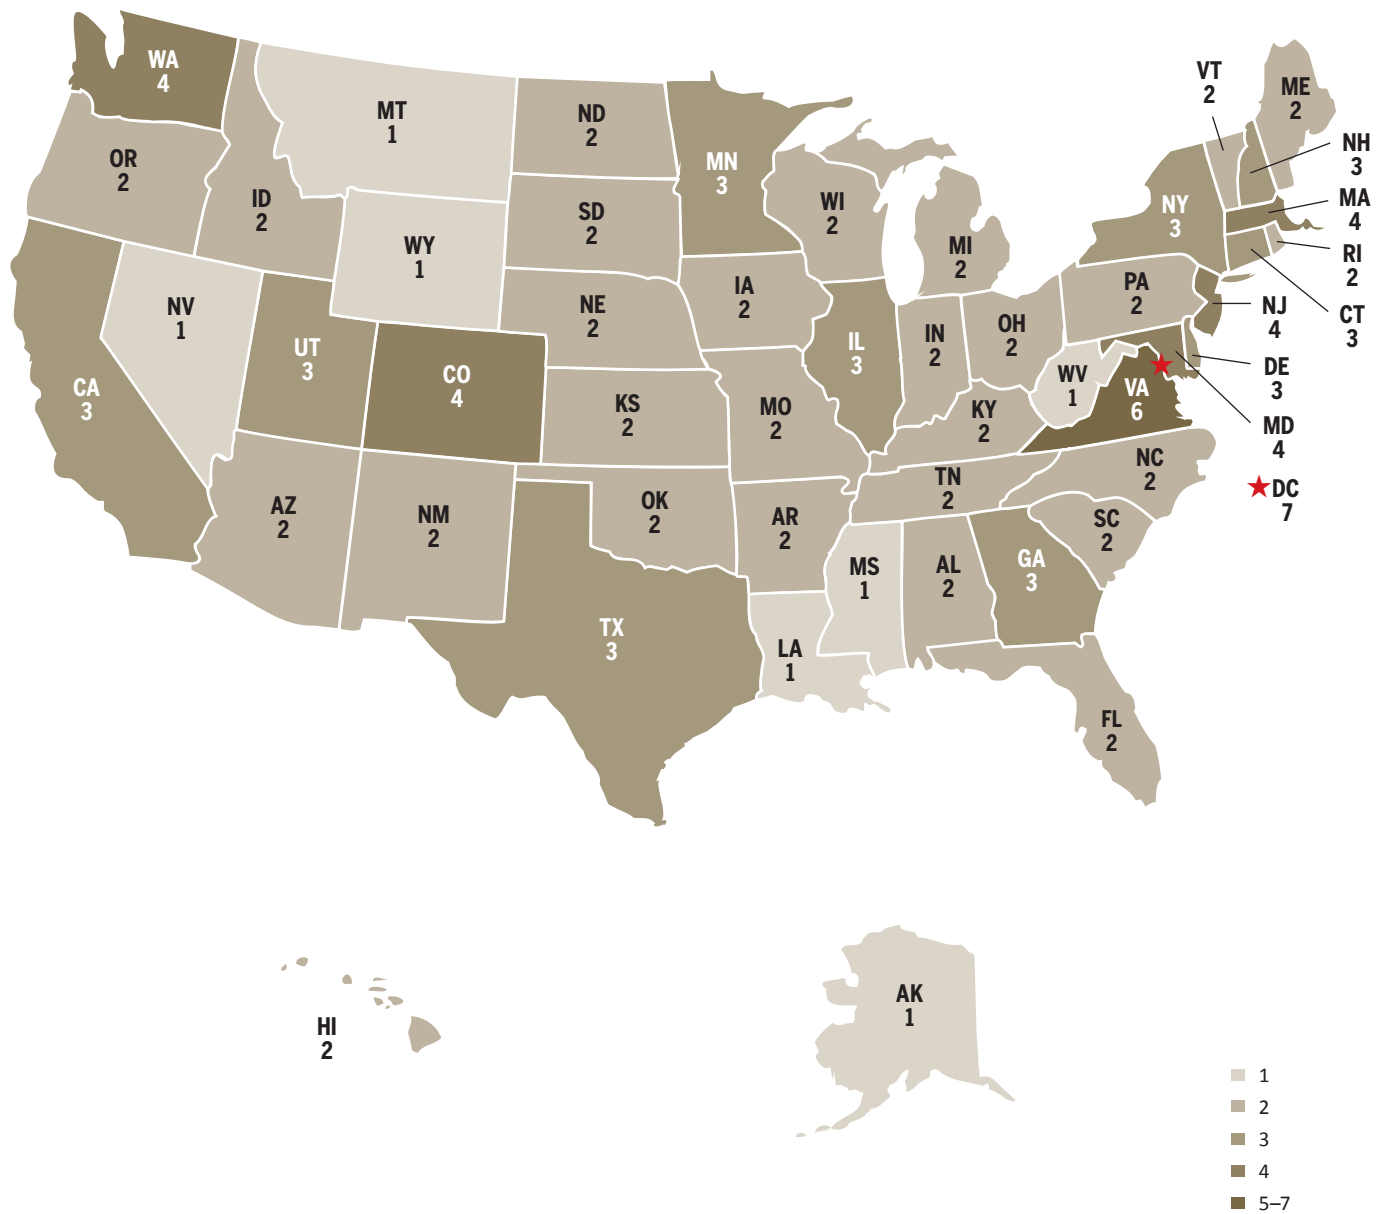 WA
4
MT
1
ND
2
MN
3
VT
2
ME
2
NH
3
OR
2
ID
2
SD
2
WI
2
MI
2
NY
3
MA
4
RI
2
WY
1
NV
1
NE
2
IA
2
PA
2
NJ
4
CT
3
UT
3
IL
3
IN
2
OH
2
DE
3
CA
3
CO
4
KS
2
MO
2
KY
2
WV
1
VA
6
MD
4
AZ
2
NM
2
OK
2
AR
2
TN
2
NC
2
DC
7
SC
2
MS
1
AL
2
GA
3
TX
3
LA
1
FL
2
HI
2
AK
1
1
2
3
4
5–7